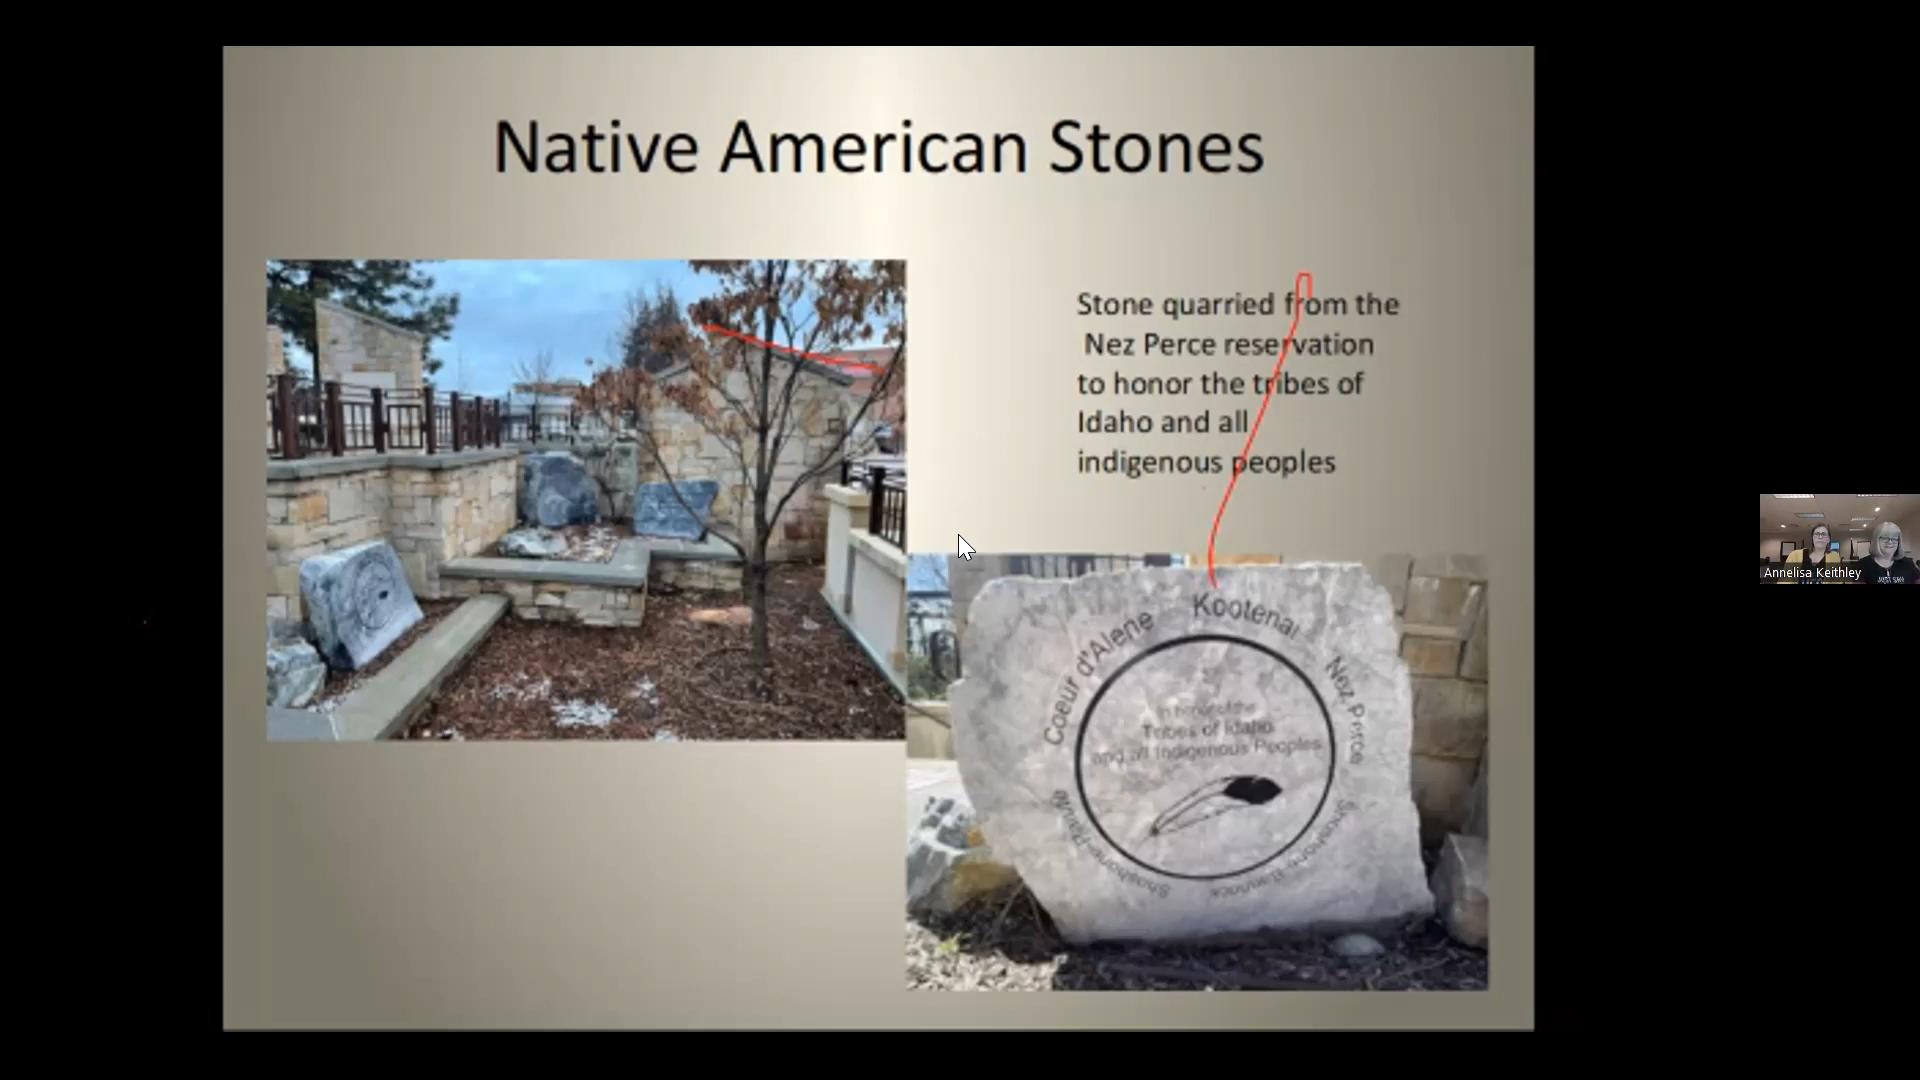 Native American Stones
Stone quarried from the
Nez Perce reservation
to honor the tribes of
Idaho and all
indigenous peoples
Coeur d'Alene
Kootenai
Nez Perce
Shoshone-Bannock
Shoshone-Paiute
In honor of the
Tribes of Idaho
and all Indigenous Peoples
Annelisa Keithley
JUST SAY